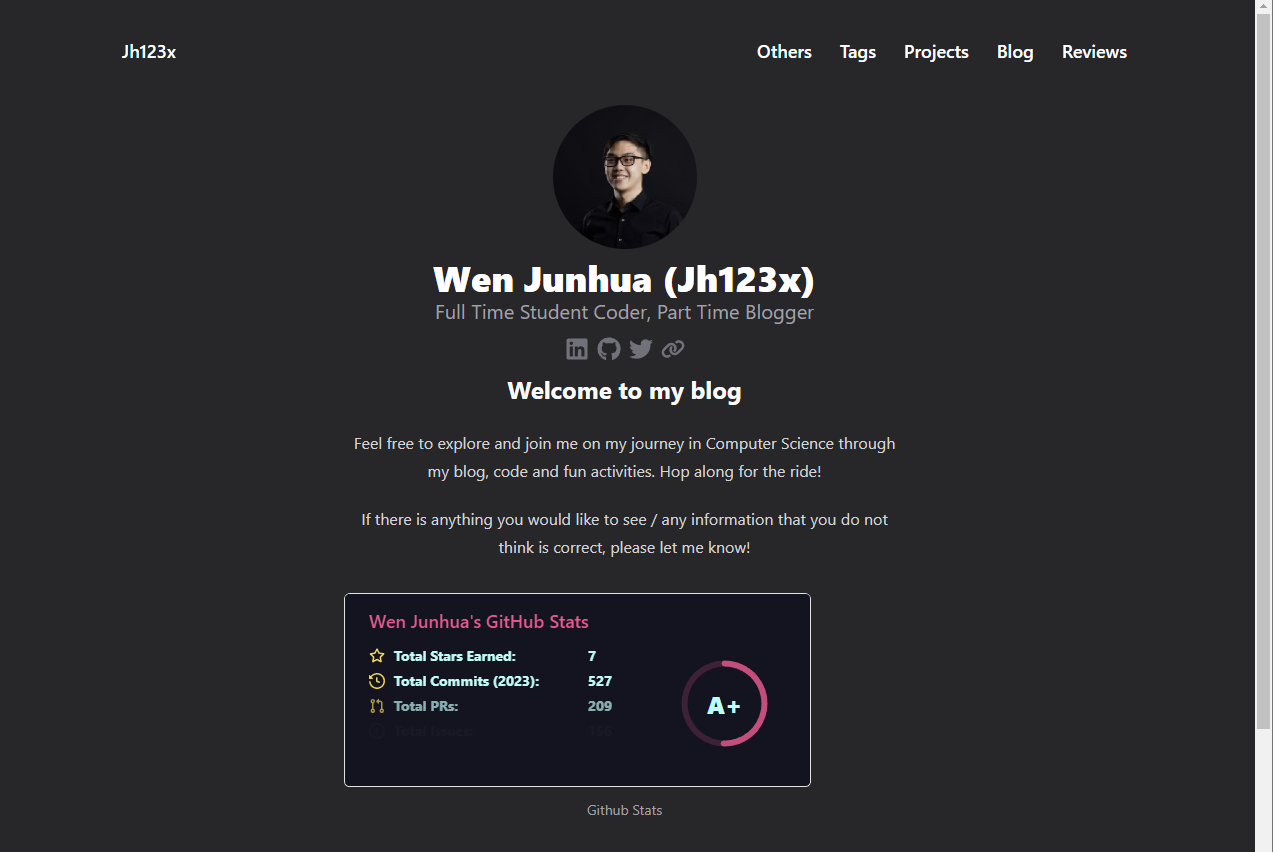 Jh123x
Others Tags Projects Blog Reviews
Wen Junhua (Jh123x)
Full Time Student Coder, Part Time Blogger
Welcome to my blog
Feel free to explore and join me on my journey in Computer Science through
my blog, code and fun activities. Hop along for the ride!
If there is anything you would like to see / any information that you do not
think is correct, please let me know!
Wen Junhua's GitHub Stats
Total Stars Earned: 7
Total Commits (2023): 527
Total PRs: 209
Total Issues: 156
A+
Github Stats